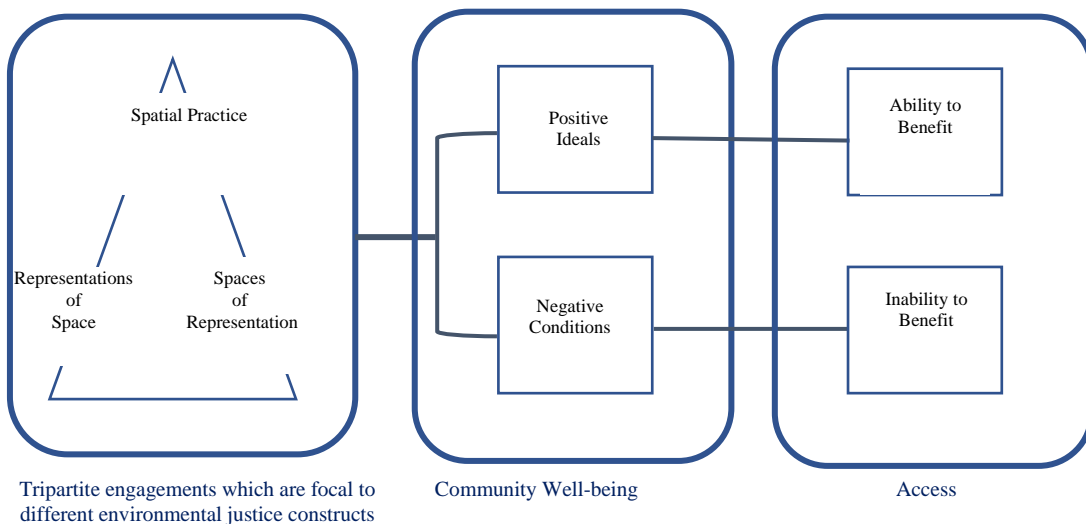 Spatial Practice
Representations
of
Space
Spaces
of
Representation
Positive
Ideals
Negative
Conditions
Ability to
Benefit
Inability to
Benefit
Tripartite engagements which are focal to
different environmental justice constructs
Community Well-being
Access